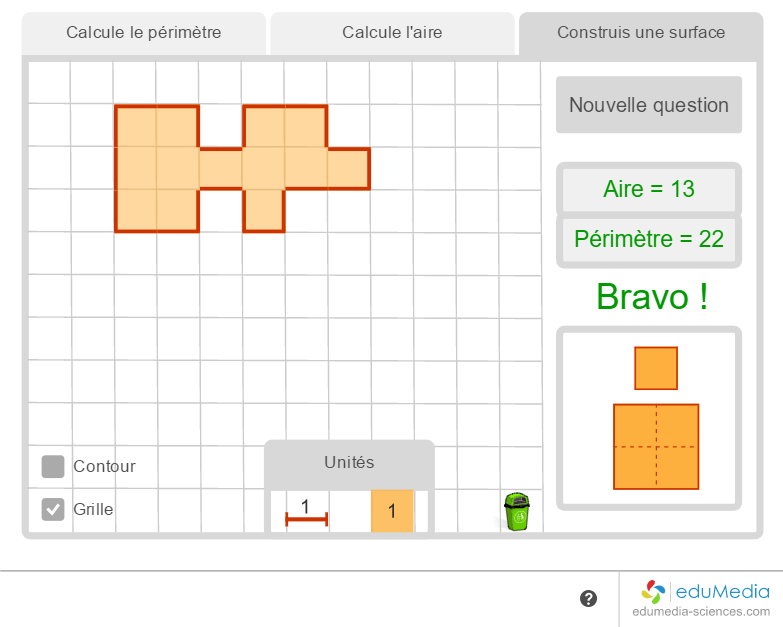 Calcule le périmètre
Calcule l'aire
Construis une surface
Nouvelle question
Aire = 13
Périmètre = 22
Bravo !
Contour
Grille
Unités
1
1
?
eduMedia
edumedia-sciences.com